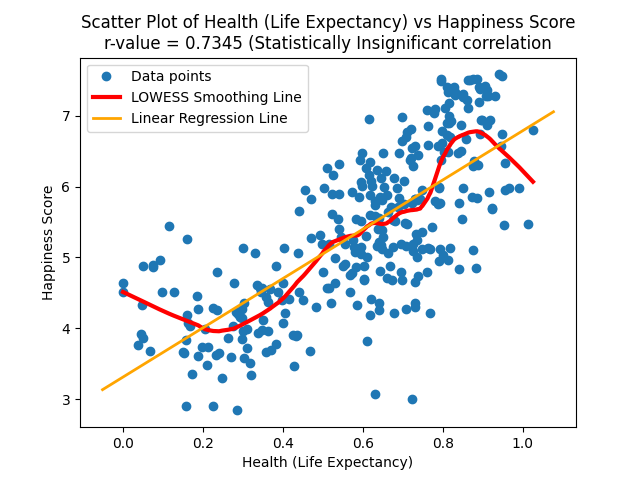 Scatter Plot of Health (Life Expectancy) vs Happiness Score
r-value = 0.7345 (Statistically Insignificant correlation
Data points
LOWESS Smoothing Line
Linear Regression Line
7
6
5
4
3
Happiness Score
0.0 0.2 0.4 0.6 0.8 1.0
Health (Life Expectancy)